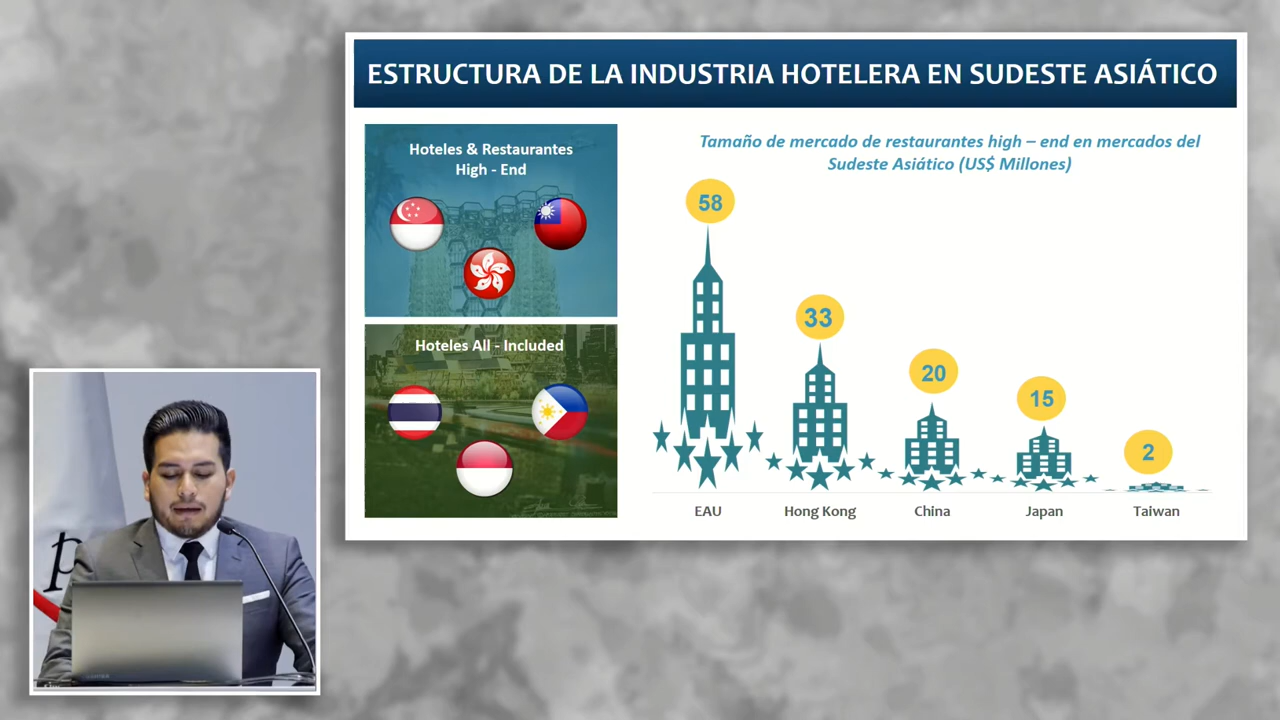 ESTRUCTURA DE LA INDUSTRIA HOTELERA EN SUDESTE ASIÁTICO
Hoteles & Restaurantes
High - End
Hoteles All - Included
Tamaño de mercado de restaurantes high – end en mercados del
Sudeste Asiático (US$ Millones)
58
33
20
15
2
EAU
Hong Kong
China
Japan
Taiwan
p